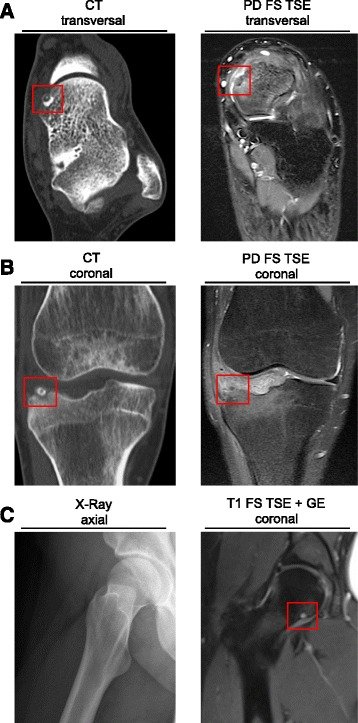 A
CT
transversal
PD FS TSE
transversal
B
CT
coronal
PD FS TSE
coronal
C
X-Ray
axial
T1 FS TSE + GE
coronal